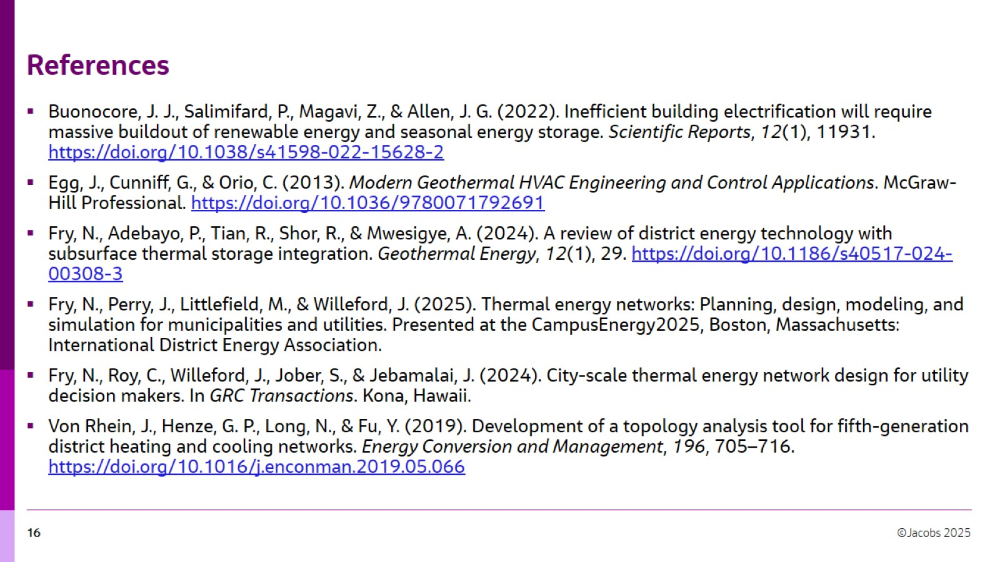 References
▪ Buonocore, J. J., Salimifard, P., Magavi, Z., & Allen, J. G. (2022). Inefficient building electrification will require
massive buildout of renewable energy and seasonal energy storage. Scientific Reports, 12(1), 11931.
https://doi.org/10.1038/s41598-022-15628-2
▪ Egg, J., Cunniff, G., & Orio, C. (2013). Modern Geothermal HVAC Engineering and Control Applications. McGraw-
Hill Professional. https://doi.org/10.1036/9780071792691
▪ Fry, N., Adebayo, P., Tian, R., Shor, R., & Mwesigye, A. (2024). A review of district energy technology with
subsurface thermal storage integration. Geothermal Energy, 12(1), 29. https://doi.org/10.1186/s40517-024-
00308-3
▪ Fry, N., Perry, J., Littlefield, M., & Willeford, J. (2025). Thermal energy networks: Planning, design, modeling, and
simulation for municipalities and utilities. Presented at the CampusEnergy2025, Boston, Massachusetts:
International District Energy Association.
▪ Fry, N., Roy, C., Willeford, J., Jober, S., & Jebamalai, J. (2024). City-scale thermal energy network design for utility
decision makers. In GRC Transactions. Kona, Hawaii.
▪ Von Rhein, J., Henze, G. P., Long, N., & Fu, Y. (2019). Development of a topology analysis tool for fifth-generation
district heating and cooling networks. Energy Conversion and Management, 196, 705–716.
https://doi.org/10.1016/j.enconman.2019.05.066
16
©Jacobs 2025